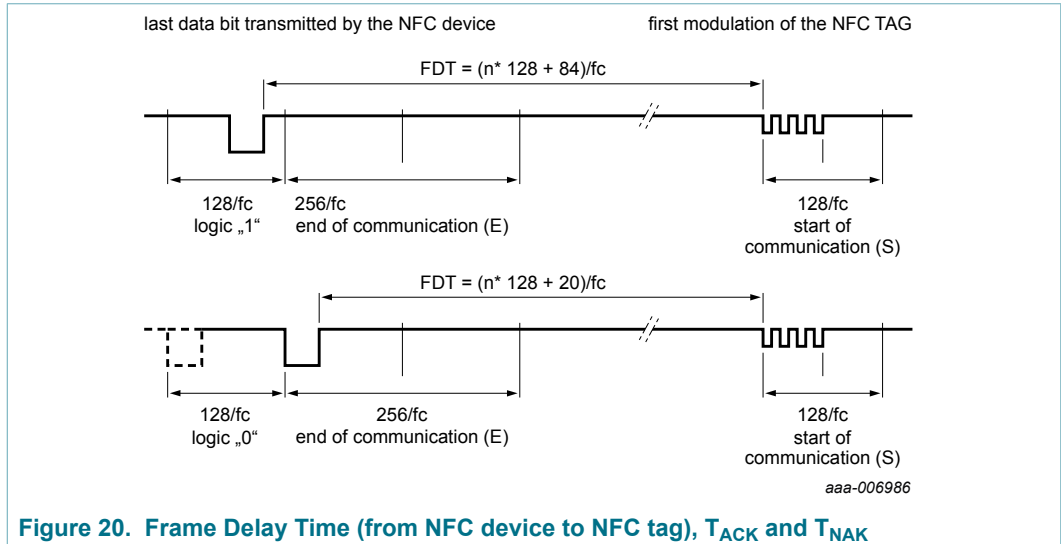 last data bit transmitted by the NFC device
first modulation of the NFC TAG
FDT = (n* 128 + 84)/fc
128/fc
logic „1“
256/fc
end of communication (E)
128/fc
start of
communication (S)
FDT = (n* 128 + 20)/fc
128/fc
logic „0“
256/fc
end of communication (E)
128/fc
start of
communication (S)
aaa-006986
Figure 20. Frame Delay Time (from NFC device to NFC tag), TACK and TNAK